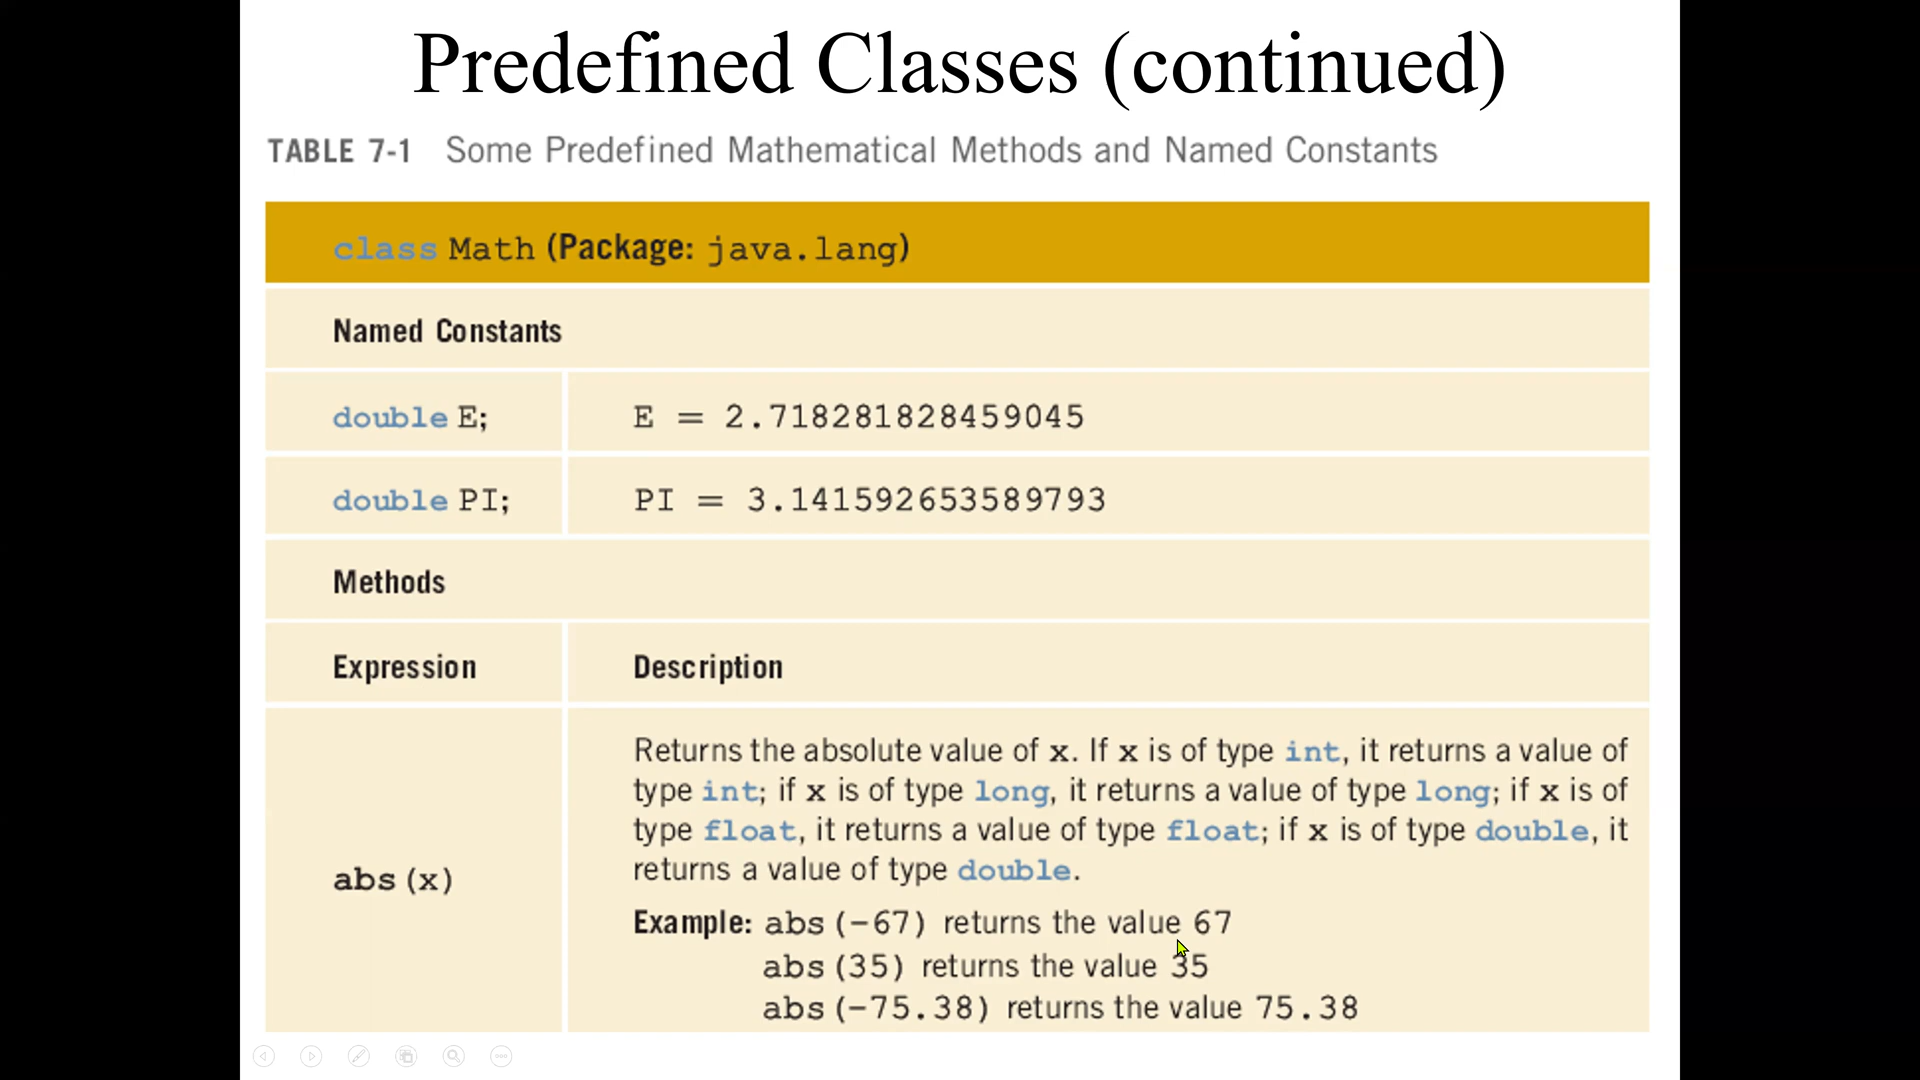 Predefined Classes (continued)
TABLE 7-1 Some Predefined Mathematical Methods and Named Constants
class Math (Package: java.lang)
Named Constants
double E; E = 2.718281828459045
double PI; PI = 3.141592653589793
Methods
Expression Description
abs(x)
Returns the absolute value of x. If x is of type int, it returns a value of
type int; if x is of type long, it returns a value of type long; if x is of
type float, it returns a value of type float; if x is of type double, it
returns a value of type double.
Example: abs(-67) returns the value 67
abs(35) returns the value 35
abs(-75.38) returns the value 75.38